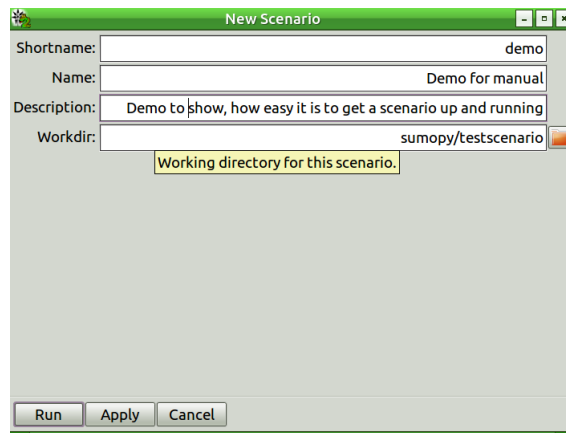 New Scenario
Shortname: demo
Name: Demo for manual
Description: Demo to show, how easy it is to get a scenario up and running
Workdir: sumopy/testscenario
Working directory for this scenario.
Run Apply Cancel